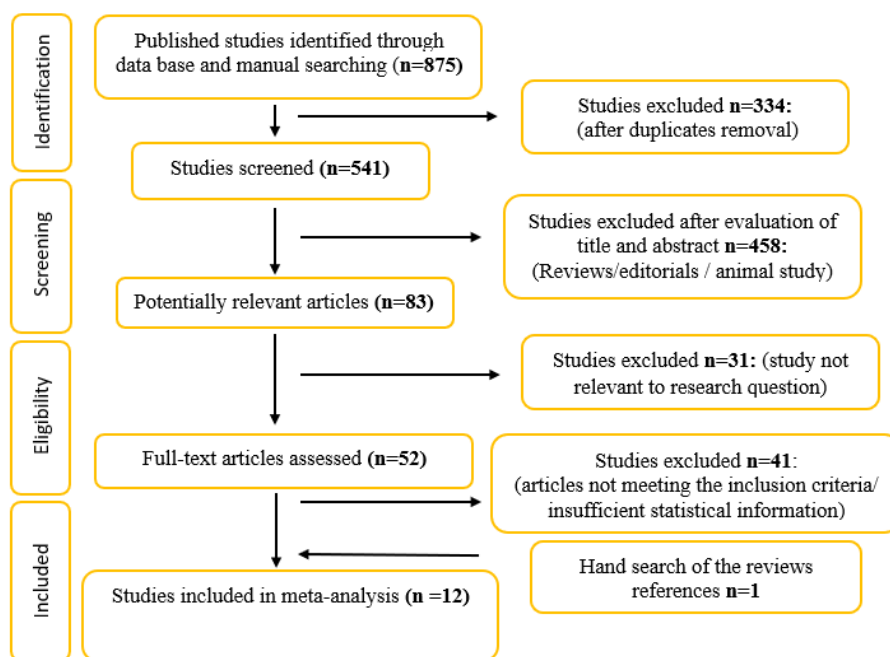 Identification
Published studies identified through
data base and manual searching (n=875)
Studies excluded n=334:
(after duplicates removal)
Studies screened (n=541)
Screening
Studies excluded after evaluation of
title and abstract n=458:
(Reviews/editorials / animal study)
Potentially relevant articles (n=83)
Eligibility
Studies excluded n=31: (study not
relevant to research question)
Full-text articles assessed (n=52)
Studies excluded n=41:
(articles not meeting the inclusion criteria/
insufficient statistical information)
Included
Hand search of the reviews
references n=1
Studies included in meta-analysis (n =12)